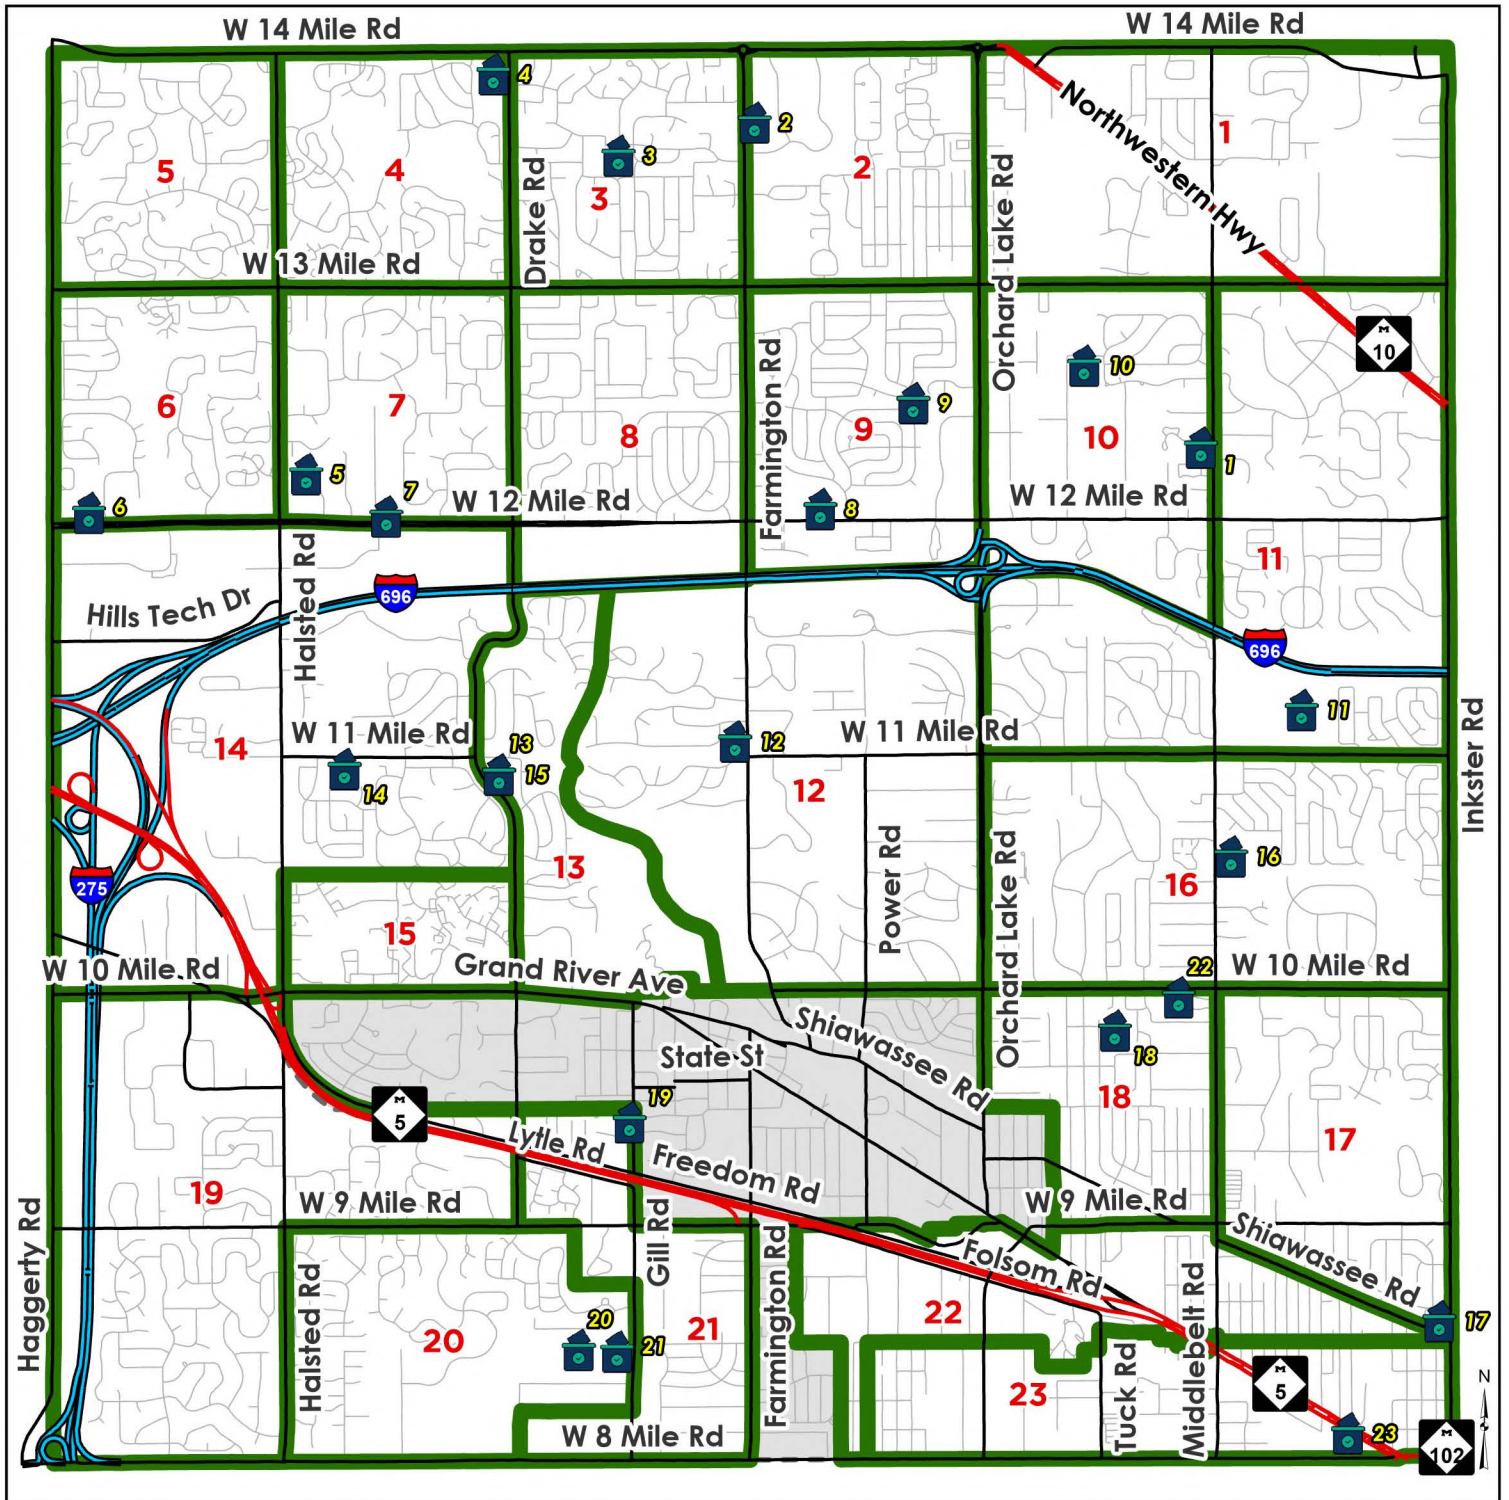 W 14 Mile Rd
W 14 Mile Rd
4
2
3
1
5
4
2
3
Northwestern Hwy
Drake Rd
Orchard Lake Rd
W 13 Mile Rd
M
10
10
9
6
7
8
9
10
Farmington Rd
Orchard Lake Rd
1
5
7
6
8
W 12 Mile Rd
W 12 Mile Rd
11
Hills Tech Dr
Halsted Rd
696
696
11
W 11 Mile Rd
W 11 Mile Rd
Inkster Rd
14
13
15
12
14
12
13
16
16
275
Power Rd
Orchard Lake Rd
15
W 10 Mile Rd
Grand River Ave
W 10 Mile Rd
22
18
Shiawassee Rd
State St
19
18
M
5
Lytle Rd
Freedom Rd
17
19
W 9 Mile Rd
W 9 Mile Rd
Haggerty Rd
Halsted Rd
Gill Rd
Farmington Rd
Folsom Rd
Middlebelt Rd
Shiawassee Rd
20
21
17
20
21
22
23
Tuck Rd
M
5
23
W 8 Mile Rd
M
102
N